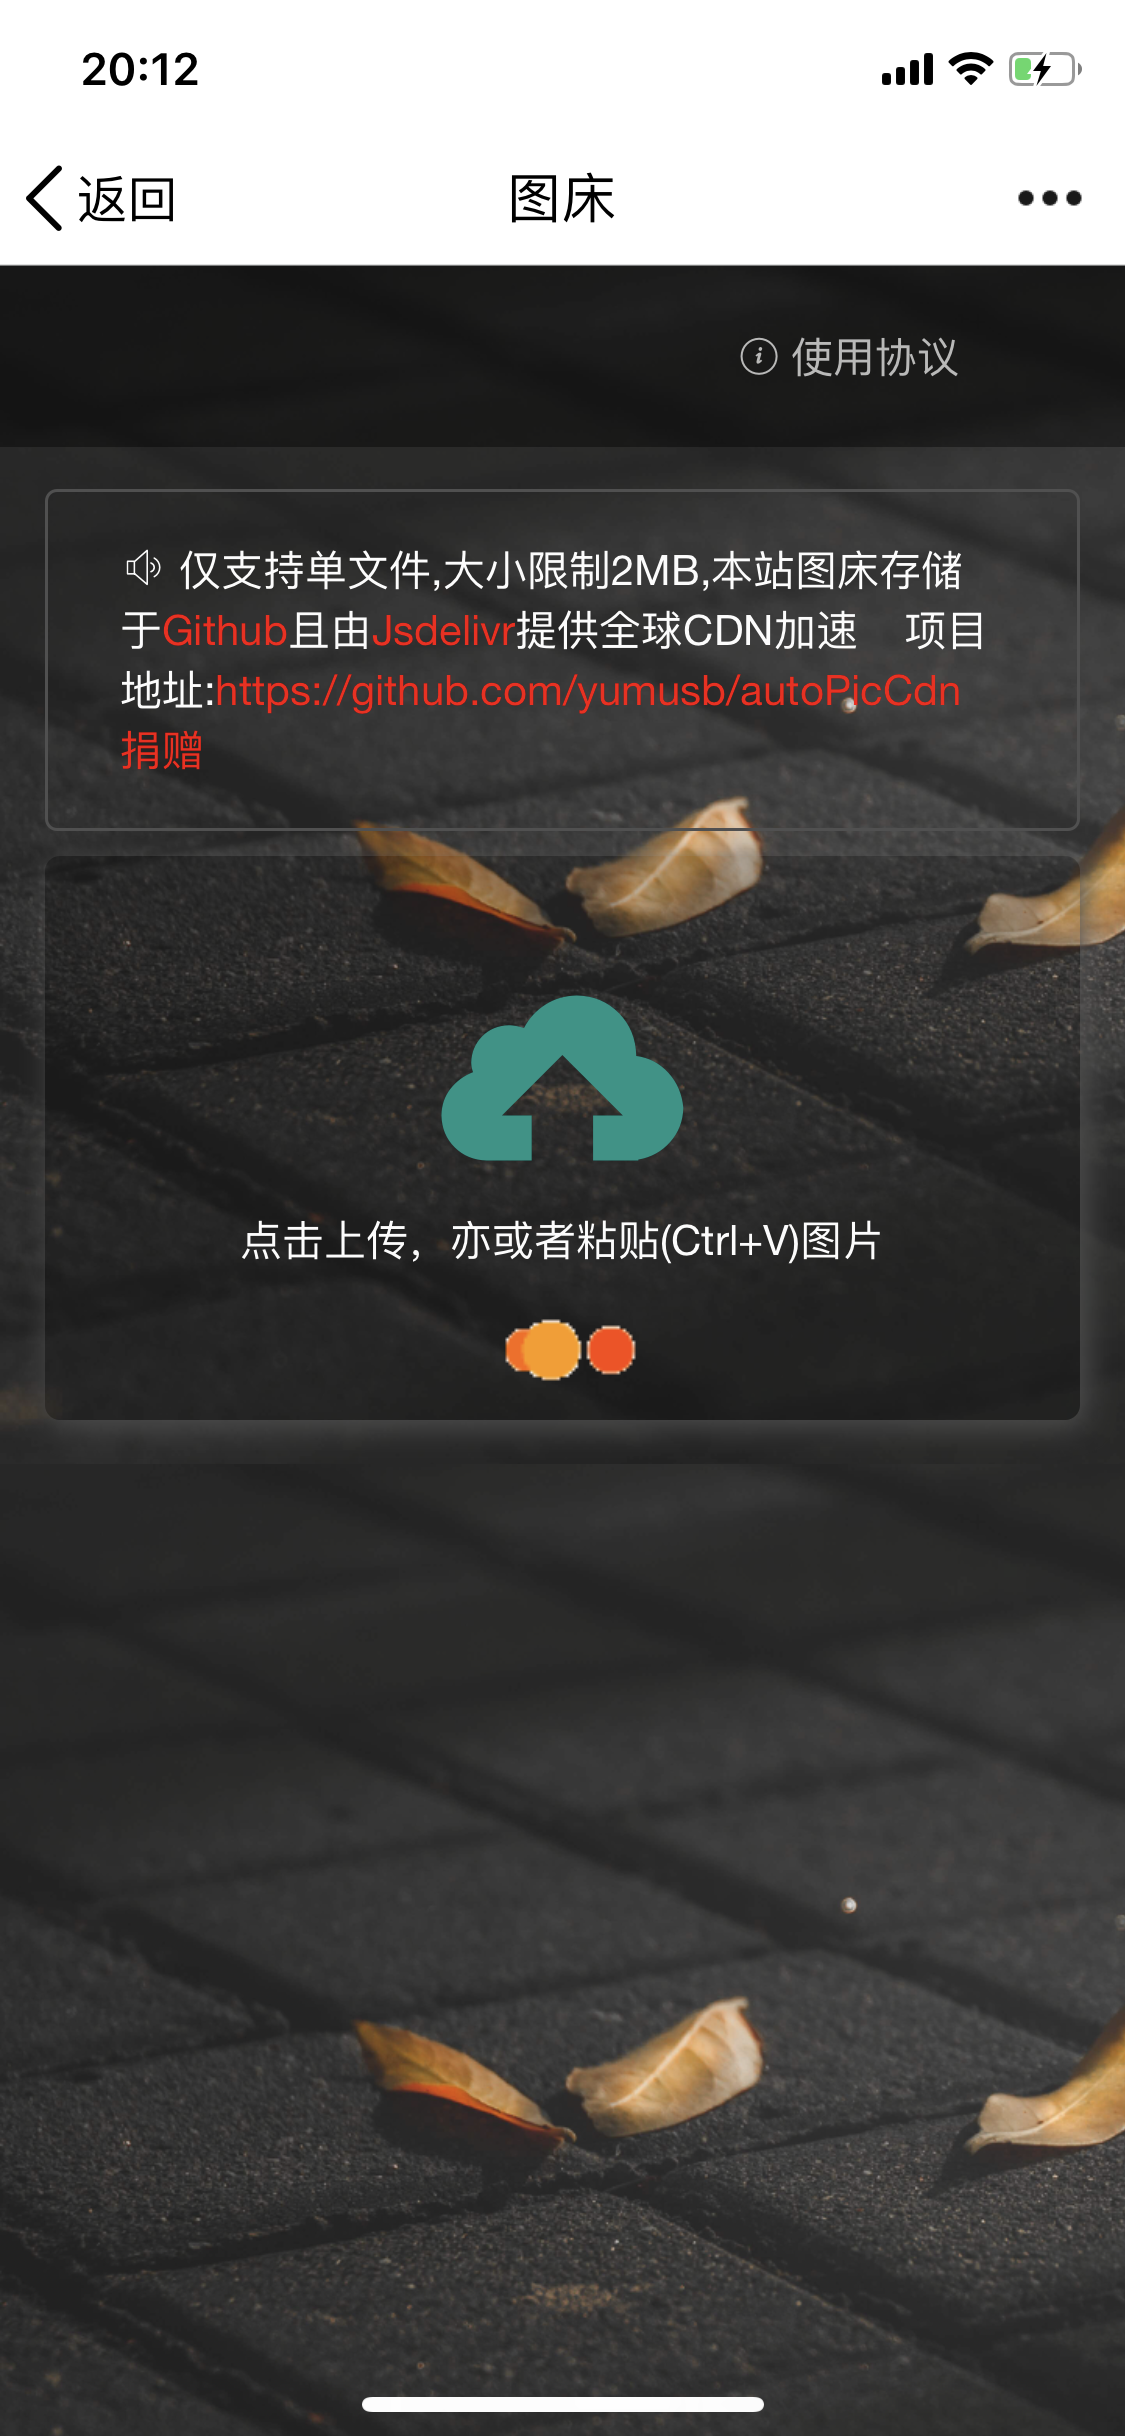 20:12
返回
图床
使用协议
仅支持单文件,大小限制2MB,本站图床存储
于Github且由Jsdelivr提供全球CDN加速 项目
地址:https://github.com/yumusb/autoPicCdn
捐赠
点击上传，亦或者粘贴(Ctrl+V)图片